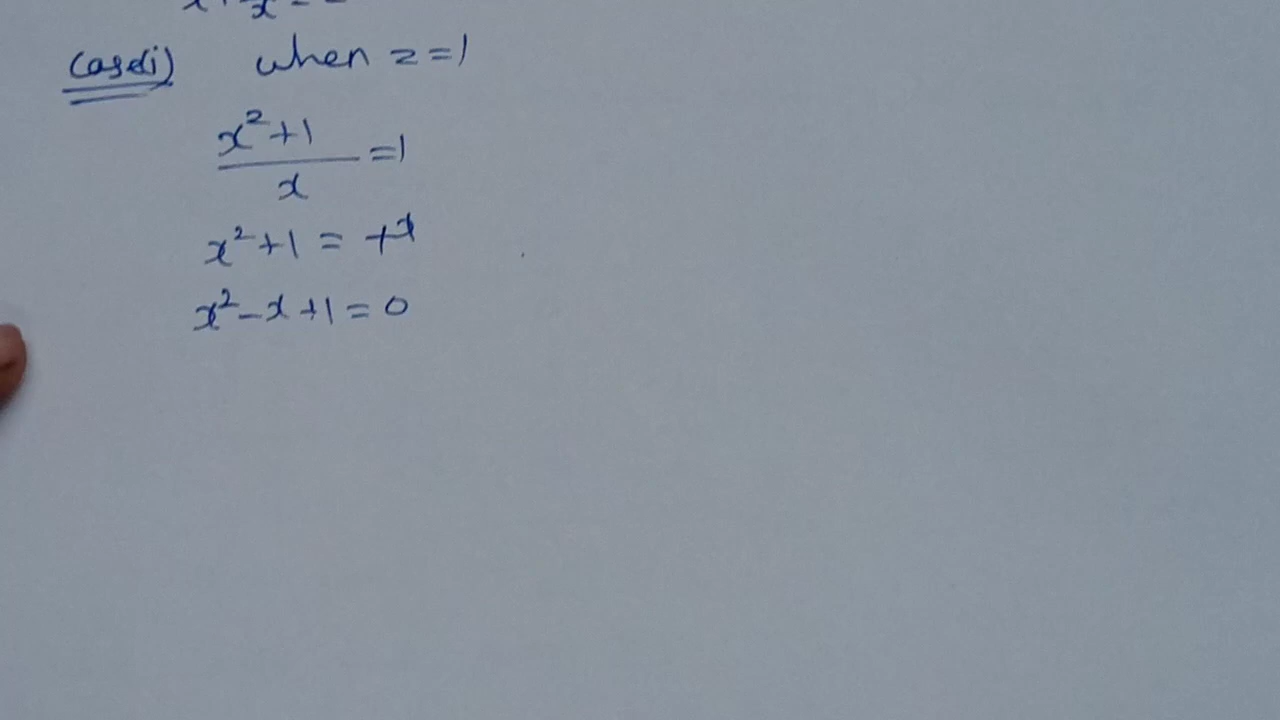 Case(i) when z=1
x²+1
――― =1
x
x²+1 = +x
x²-x+1=0